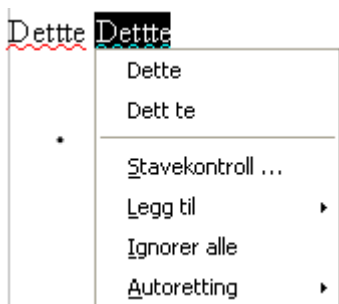 Dettte Dettte
Dette
Dett te
Stavekontroll ...
Legg til
Ignorer alle
Autoretting